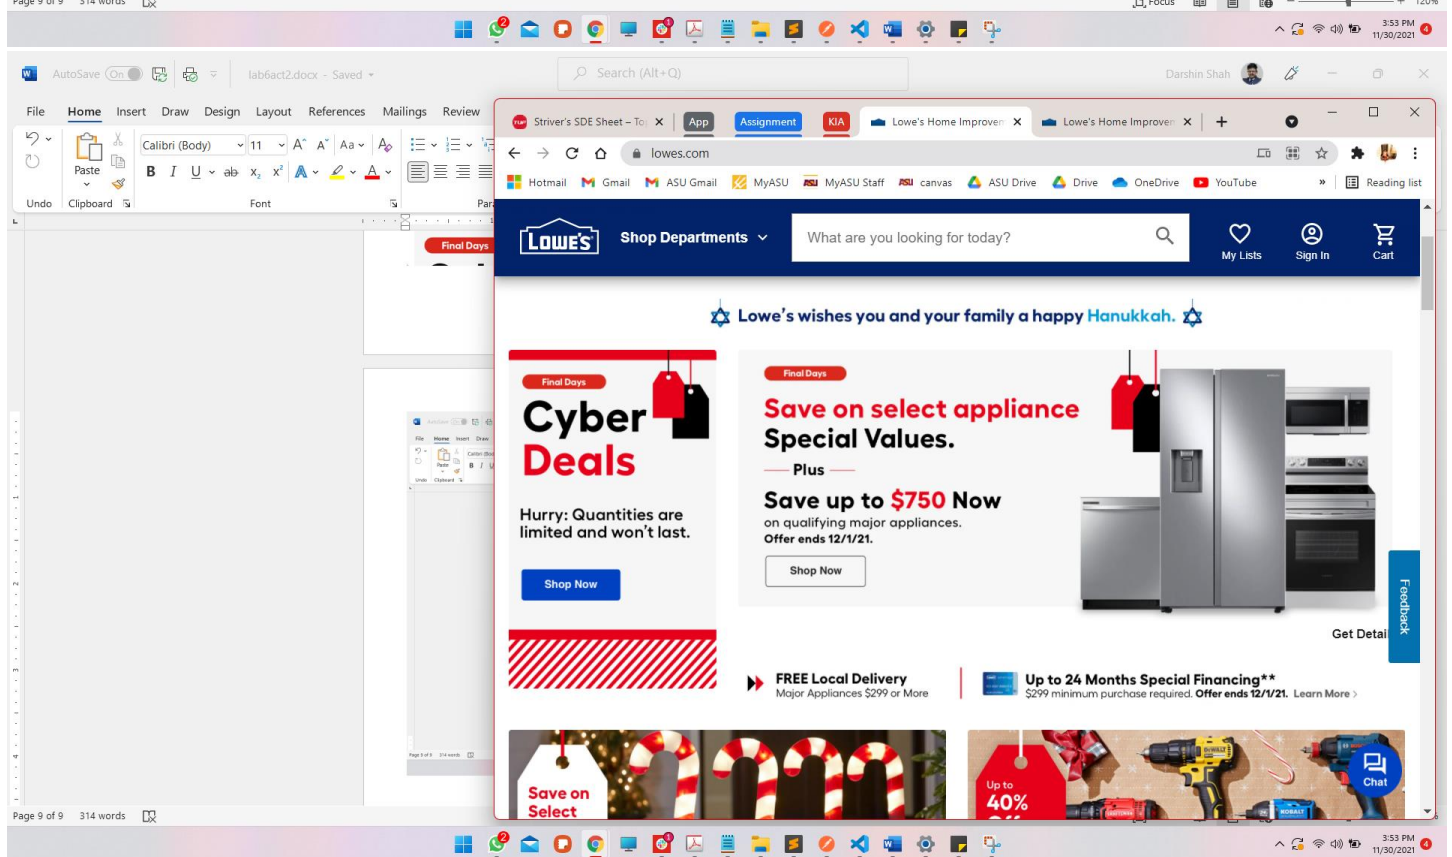 Page 9 of 9 314 words
Focus
120%
3:53 PM
11/30/2021
AutoSave On
lab6act2.docx - Saved
Search (Alt+Q)
Darshin Shah
File Home Insert Draw Design Layout References Mailings Review
Paste
Calibri (Body) 11
Undo Clipboard Font
Striver's SDE Sheet – To App Assignment KIA Lowe's Home Improvem Lowe's Home Improvem
lowes.com
Hotmail Gmail ASU Gmail MyASU MyASU Staff canvas ASU Drive Drive OneDrive YouTube » Reading list
LOWE'S Shop Departments What are you looking for today? My Lists Sign In Cart
Final Days
Lowe's wishes you and your family a happy Hanukkah.
Final Days
Cyber
Deals
Hurry: Quantities are
limited and won't last.
Shop Now
Final Days
Save on select appliance
Special Values.
Plus
Save up to $750 Now
on qualifying major appliances.
Offer ends 12/1/21.
Shop Now
Feedback
Get Detai
FREE Local Delivery
Major Appliances $299 or More
Up to 24 Months Special Financing**
$299 minimum purchase required. Offer ends 12/1/21. Learn More >
Save on
Select
Up to
40%
Chat
Page 9 of 9 314 words
3:53 PM
11/30/2021